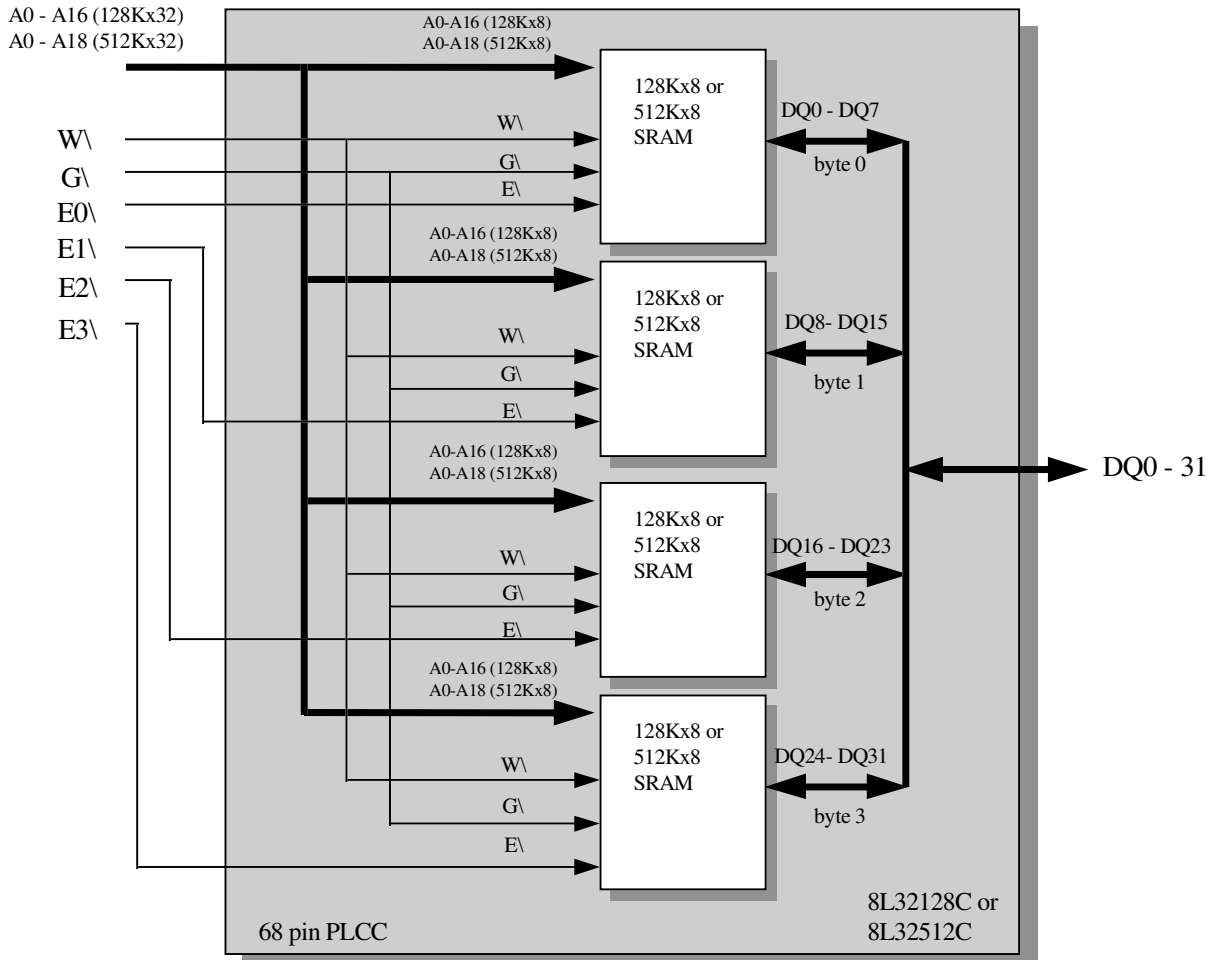 A0 - A16 (128Kx32)
A0 - A18 (512Kx32)
W\
G\
E0\
E1\
E2\
E3\
A0-A16 (128Kx8)
A0-A18 (512Kx8)
W\
G\
E\
128Kx8 or
512Kx8
SRAM
DQ0 - DQ7
byte 0
A0-A16 (128Kx8)
A0-A18 (512Kx8)
W\
G\
E\
128Kx8 or
512Kx8
SRAM
DQ8- DQ15
byte 1
A0-A16 (128Kx8)
A0-A18 (512Kx8)
W\
G\
E\
128Kx8 or
512Kx8
SRAM
DQ16 - DQ23
byte 2
A0-A16 (128Kx8)
A0-A18 (512Kx8)
W\
G\
E\
128Kx8 or
512Kx8
SRAM
DQ24- DQ31
byte 3
DQ0 - 31
68 pin PLCC
8L32128C or
8L32512C